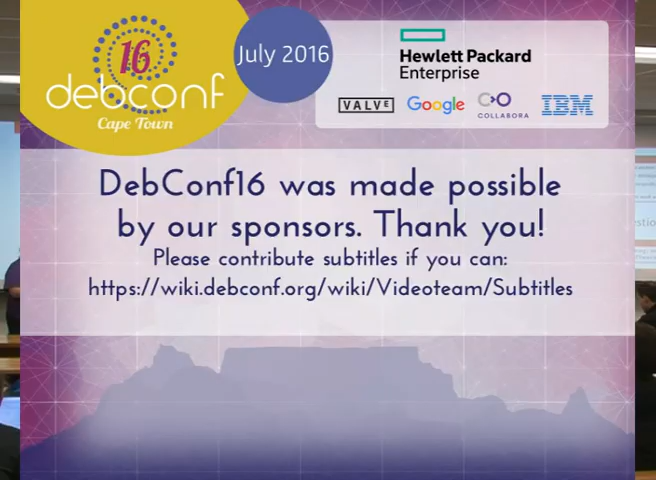 16
debconf
Cape Town
July 2016
Hewlett Packard
Enterprise
VALVE Google COLLABORA IBM
DebConf16 was made possible
by our sponsors. Thank you!
Please contribute subtitles if you can:
https://wiki.debconf.org/wiki/Videoteam/Subtitles